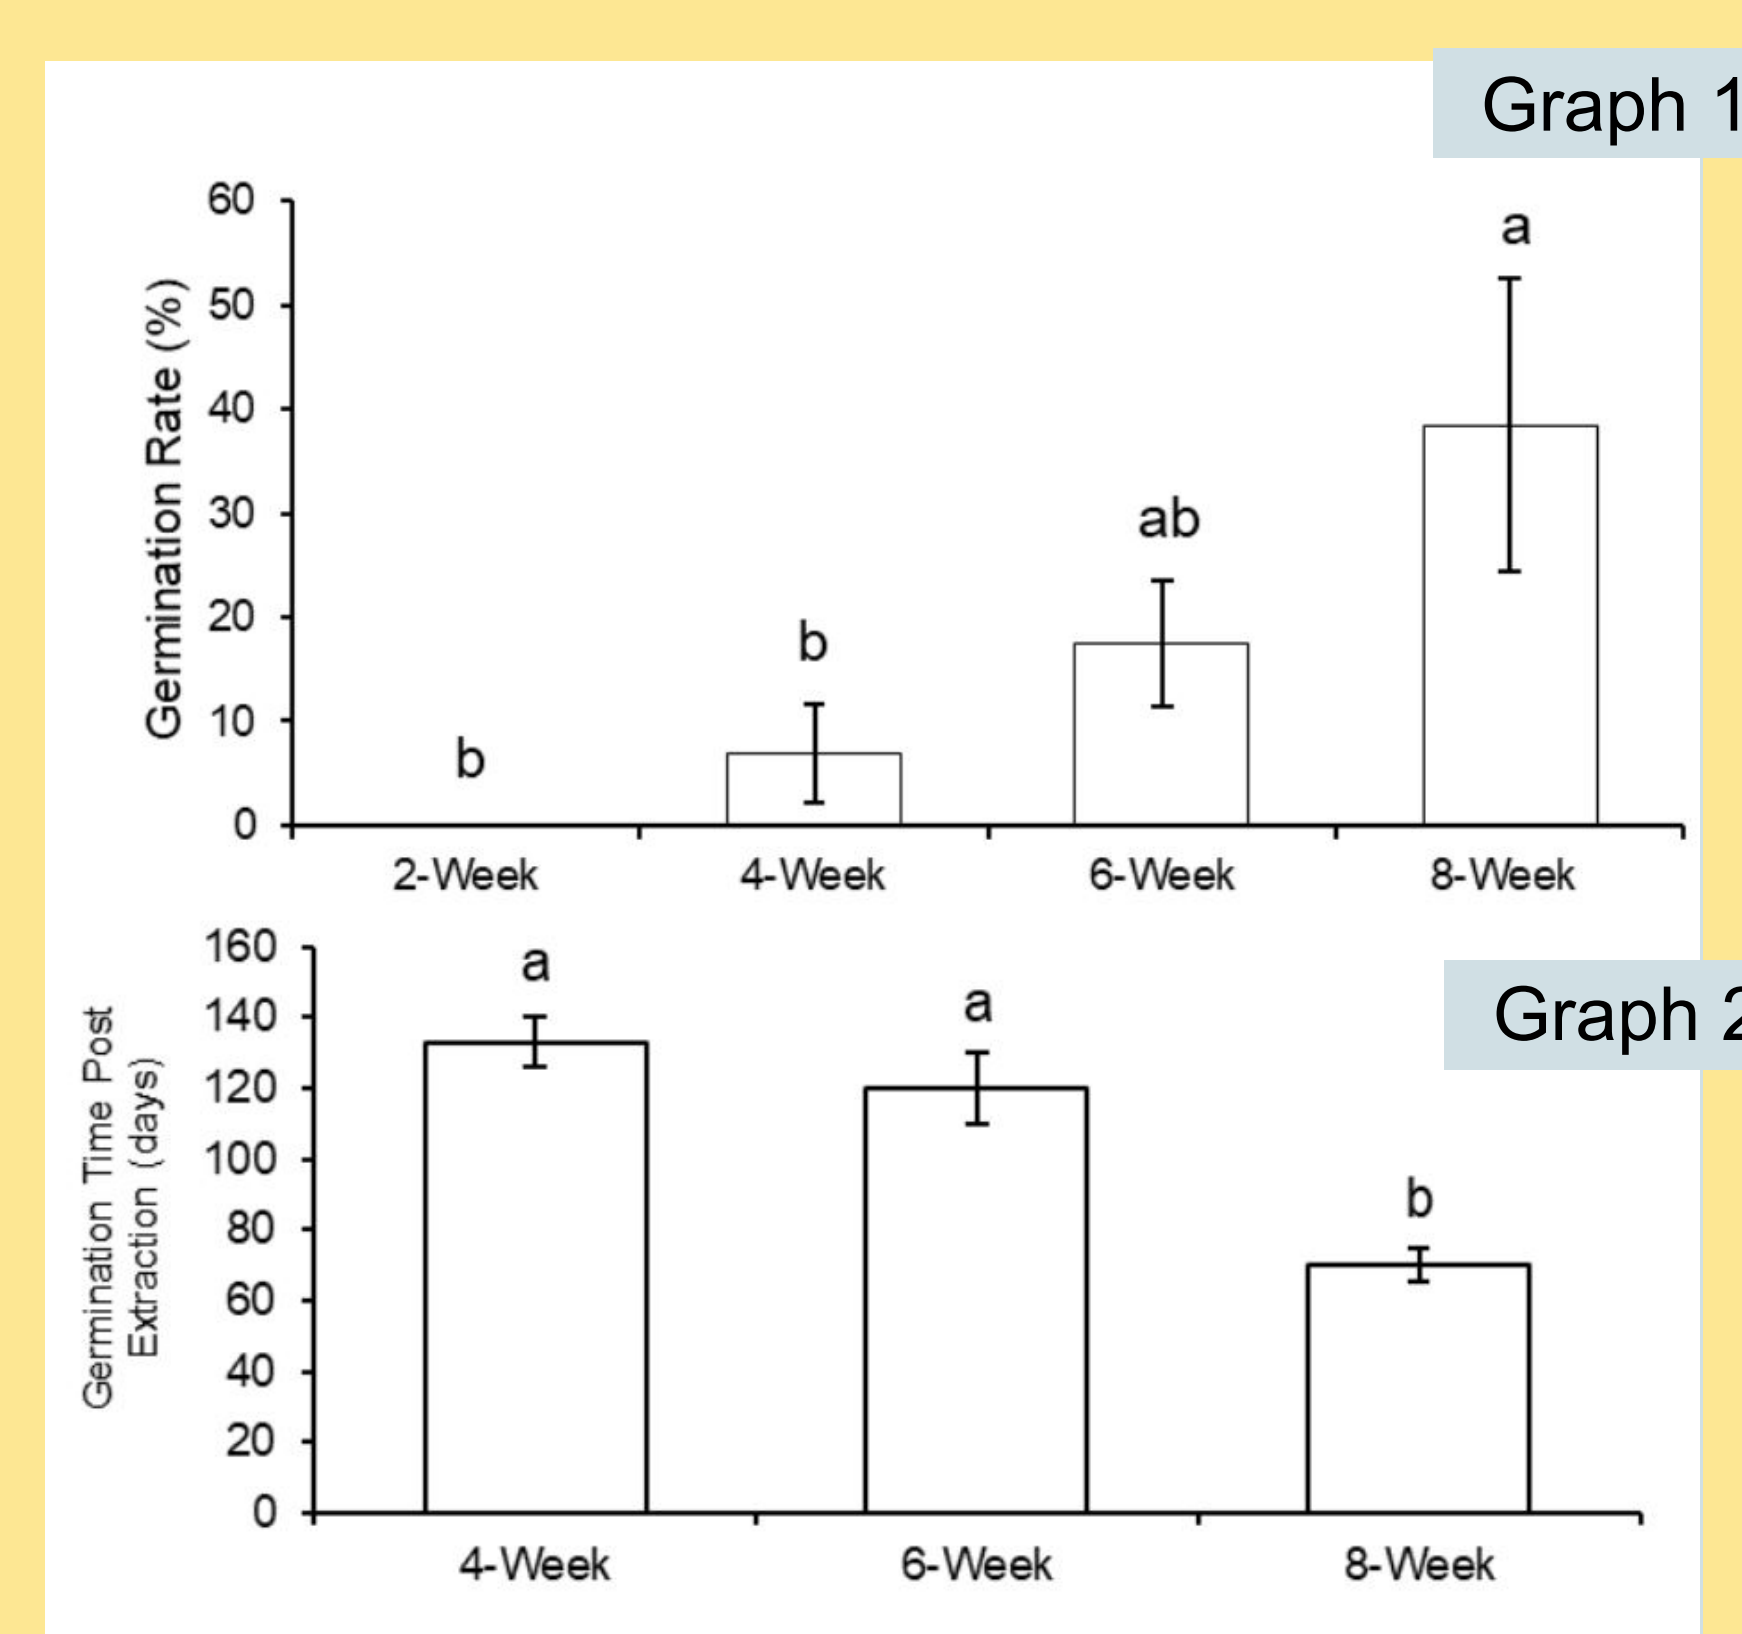 Graph 1
60
50
40
30
20
10
0
Germination Rate (%)
b
b
ab
a
2-Week
4-Week
6-Week
8-Week
Graph 2
160
140
120
100
80
60
40
20
0
Germination Time Post
Extraction (days)
a
a
b
4-Week
6-Week
8-Week